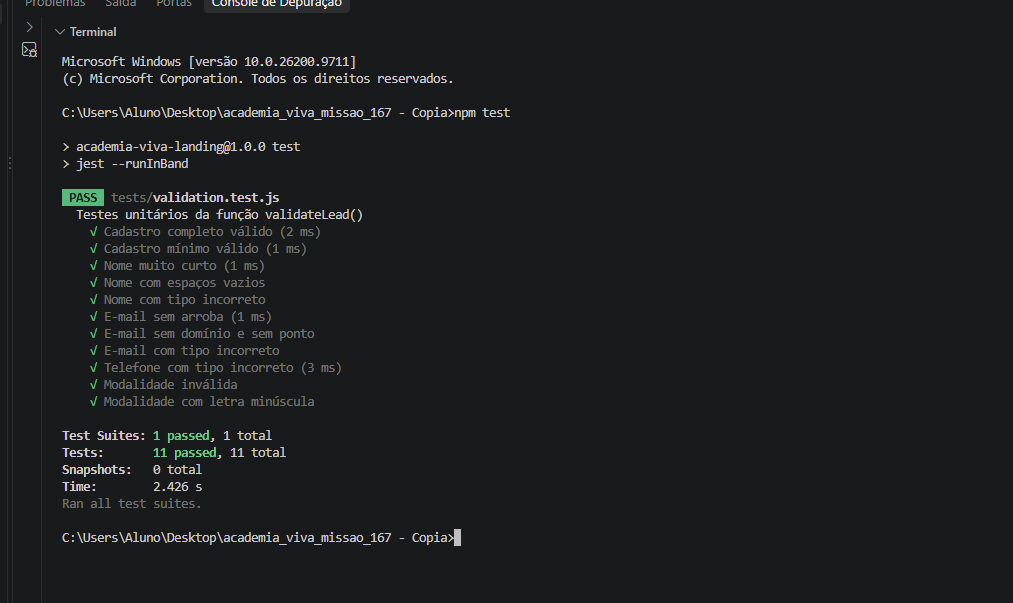 Problemas Saída Portas Console de Depuração
Terminal
Microsoft Windows [versão 10.0.26200.9711]
(c) Microsoft Corporation. Todos os direitos reservados.
C:\Users\Aluno\Desktop\academia_viva_missao_167 - Copia>npm test
> academia-viva-landing@1.0.0 test
> jest --runInBand
PASS tests/validation.test.js
Testes unitários da função validateLead()
√ Cadastro completo válido (2 ms)
√ Cadastro mínimo válido (1 ms)
√ Nome muito curto (1 ms)
√ Nome com espaços vazios
√ Nome com tipo incorreto
√ E-mail sem arroba (1 ms)
√ E-mail sem domínio e sem ponto
√ E-mail com tipo incorreto
√ Telefone com tipo incorreto (3 ms)
√ Modalidade inválida
√ Modalidade com letra minúscula
Test Suites: 1 passed, 1 total
Tests: 11 passed, 11 total
Snapshots: 0 total
Time: 2.426 s
Ran all test suites.
C:\Users\Aluno\Desktop\academia_viva_missao_167 - Copia>